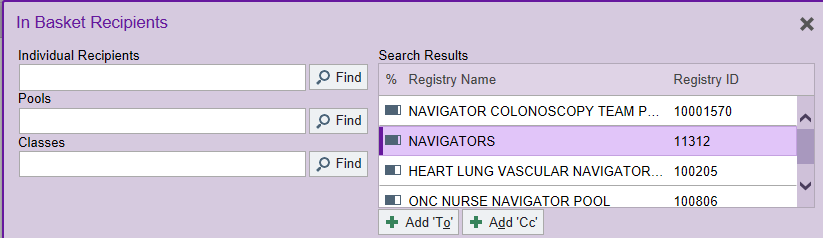 In Basket Recipients
Individual Recipients
Find
Pools
Find
Classes
Find
Search Results
% Registry Name Registry ID
NAVIGATOR COLONOSCOPY TEAM P... 10001570
NAVIGATORS 11312
HEART LUNG VASCULAR NAVIGATOR... 100205
ONC NURSE NAVIGATOR POOL 100806
Add 'To' Add 'Cc'